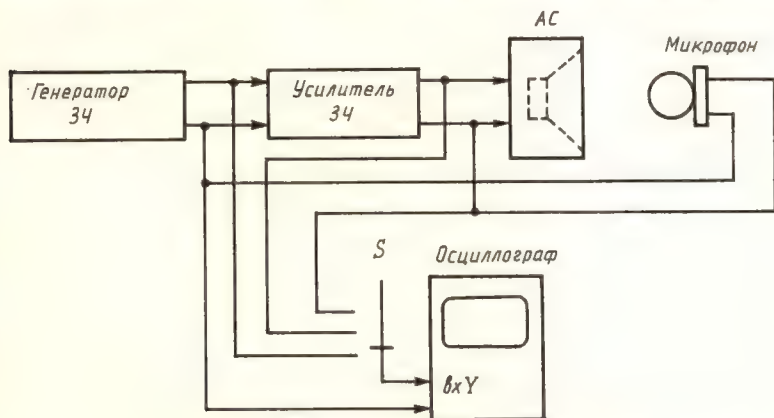 АС
Микрофон
Генератор
ЗЧ
Усилитель
ЗЧ
S
Осциллограф
вхY